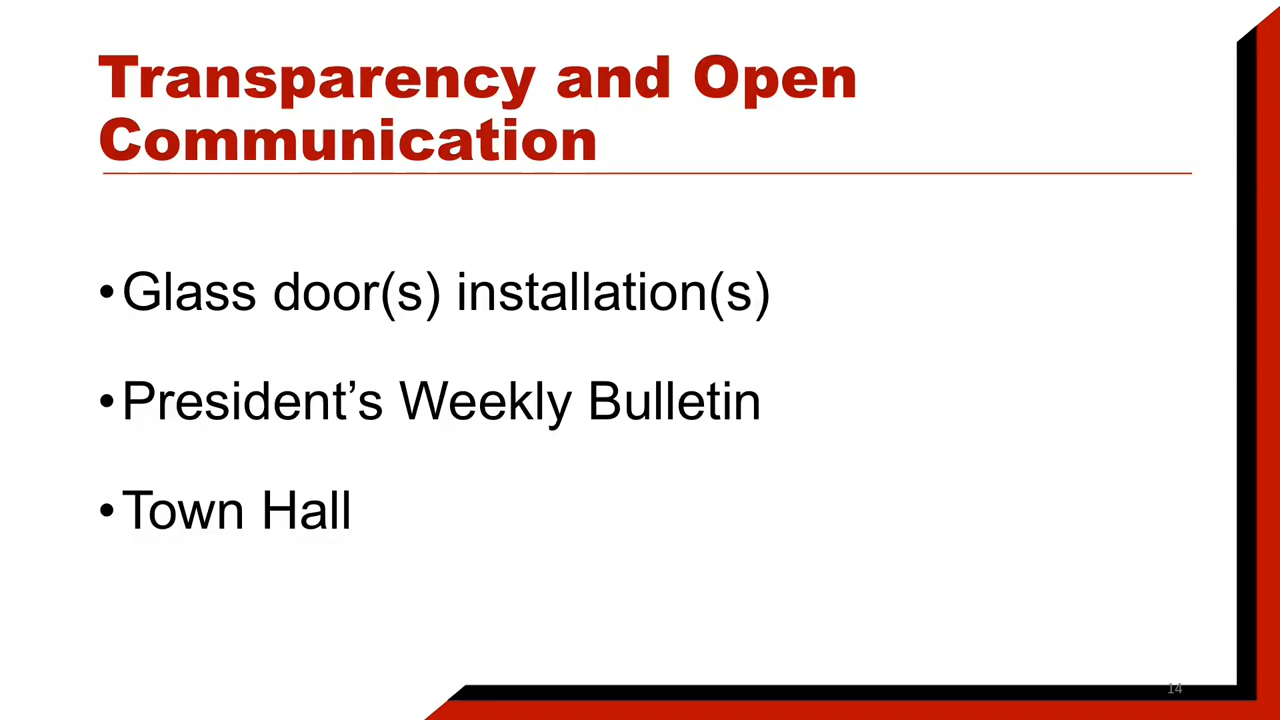 Transparency and Open
Communication
•Glass door(s) installation(s)
•President’s Weekly Bulletin
•Town Hall
14